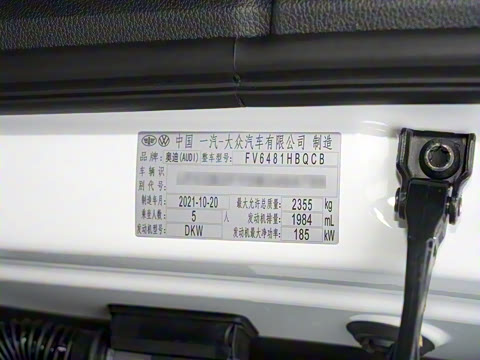 中国 一汽-大众汽车有限公司 制造
品牌: 奥迪(AUDI) 整车型号: FV6481HBQCB
车辆识
别代号:
制造年月: 2021-10-20 最大允许总质量: 2355 kg
乘坐人数: 5 人 发动机排量: 1984 mL
发动机型号: DKW 发动机最大净功率: 185 kW